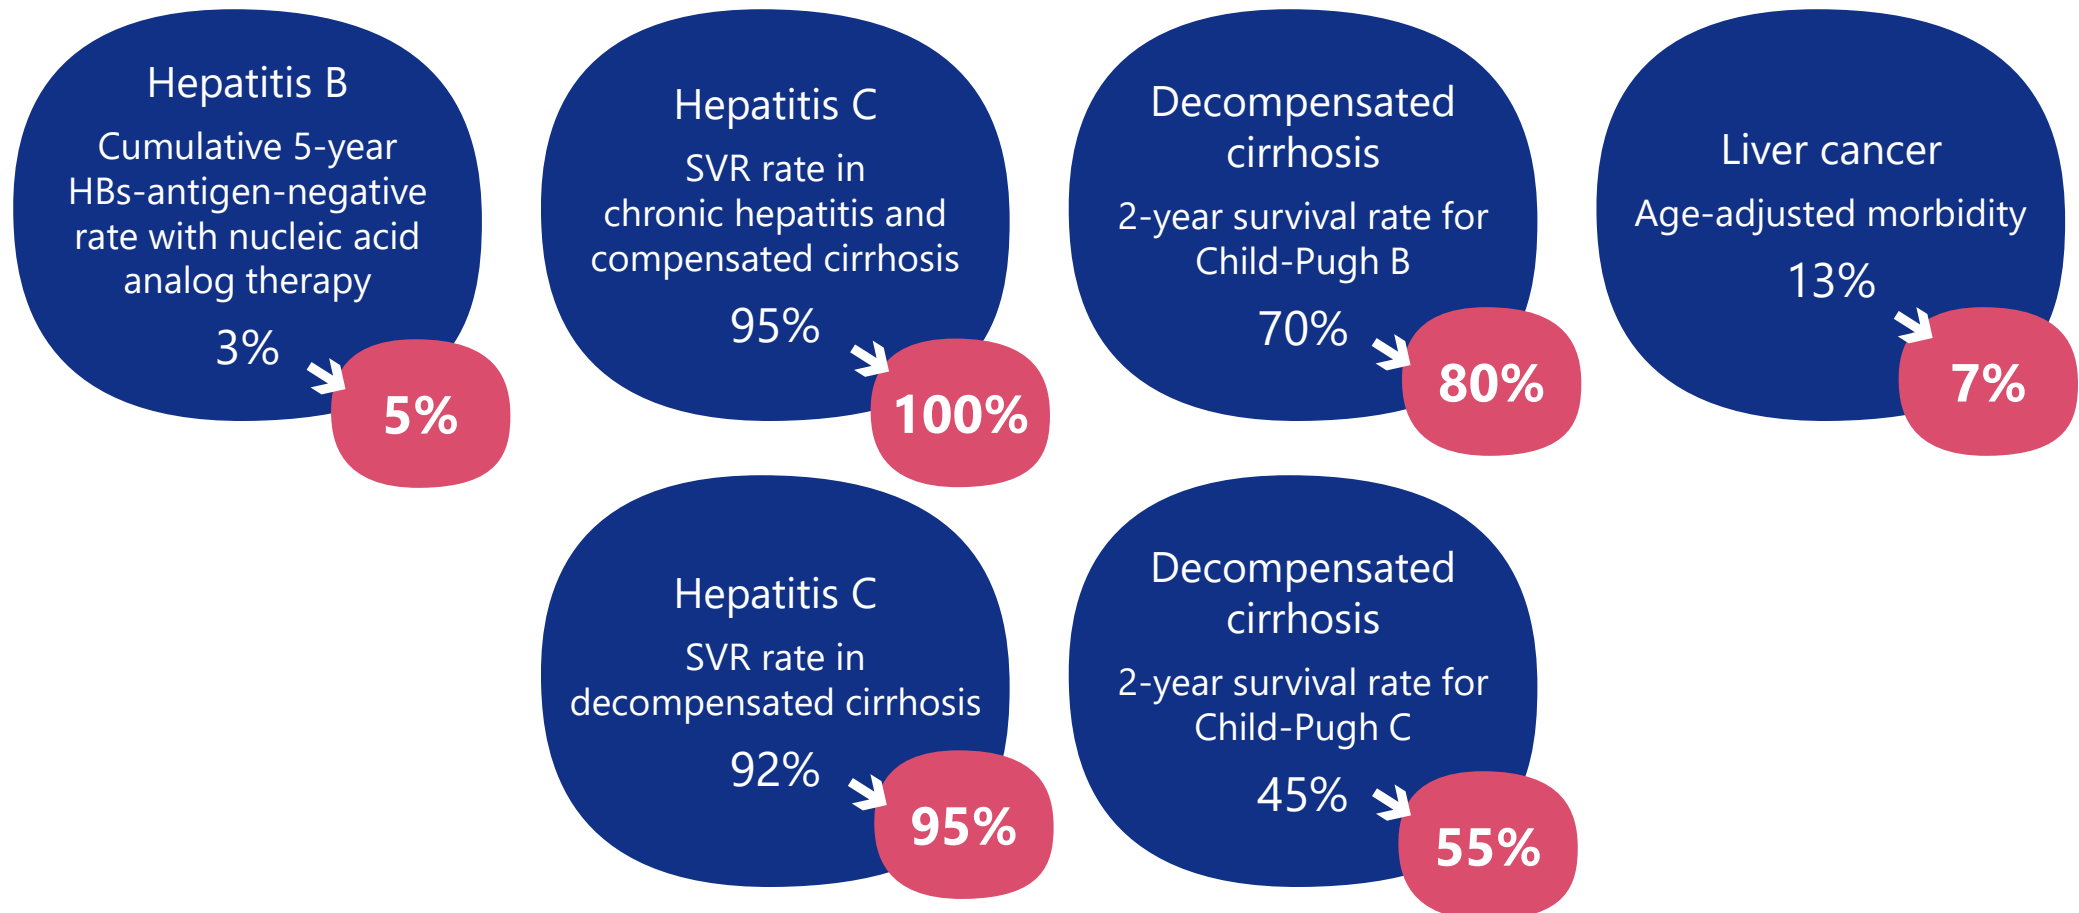 Hepatitis B
Cumulative 5-year
HBs-antigen-negative
rate with nucleic acid
analog therapy
3%
5%
Hepatitis C
SVR rate in
chronic hepatitis and
compensated cirrhosis
95%
100%
Decompensated
cirrhosis
2-year survival rate for
Child-Pugh B
70%
80%
Liver cancer
Age-adjusted morbidity
13%
7%
Hepatitis C
SVR rate in
decompensated cirrhosis
92%
95%
Decompensated
cirrhosis
2-year survival rate for
Child-Pugh C
45%
55%